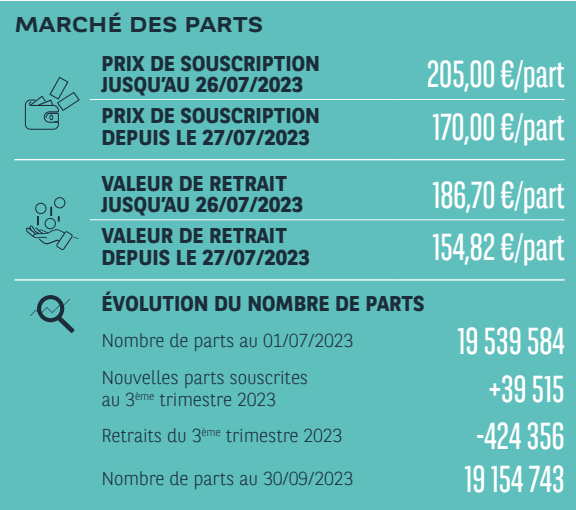 MARCHÉ DES PARTS
PRIX DE SOUSCRIPTION
JUSQU'AU 26/07/2023
205,00 €/part
PRIX DE SOUSCRIPTION
DEPUIS LE 27/07/2023
170,00 €/part
VALEUR DE RETRAIT
JUSQU'AU 26/07/2023
186,70 €/part
VALEUR DE RETRAIT
DEPUIS LE 27/07/2023
154,82 €/part
ÉVOLUTION DU NOMBRE DE PARTS
Nombre de parts au 01/07/2023
19 539 584
Nouvelles parts souscrites
au 3ème trimestre 2023
+39 515
Retraits du 3ème trimestre 2023
-424 356
Nombre de parts au 30/09/2023
19 154 743